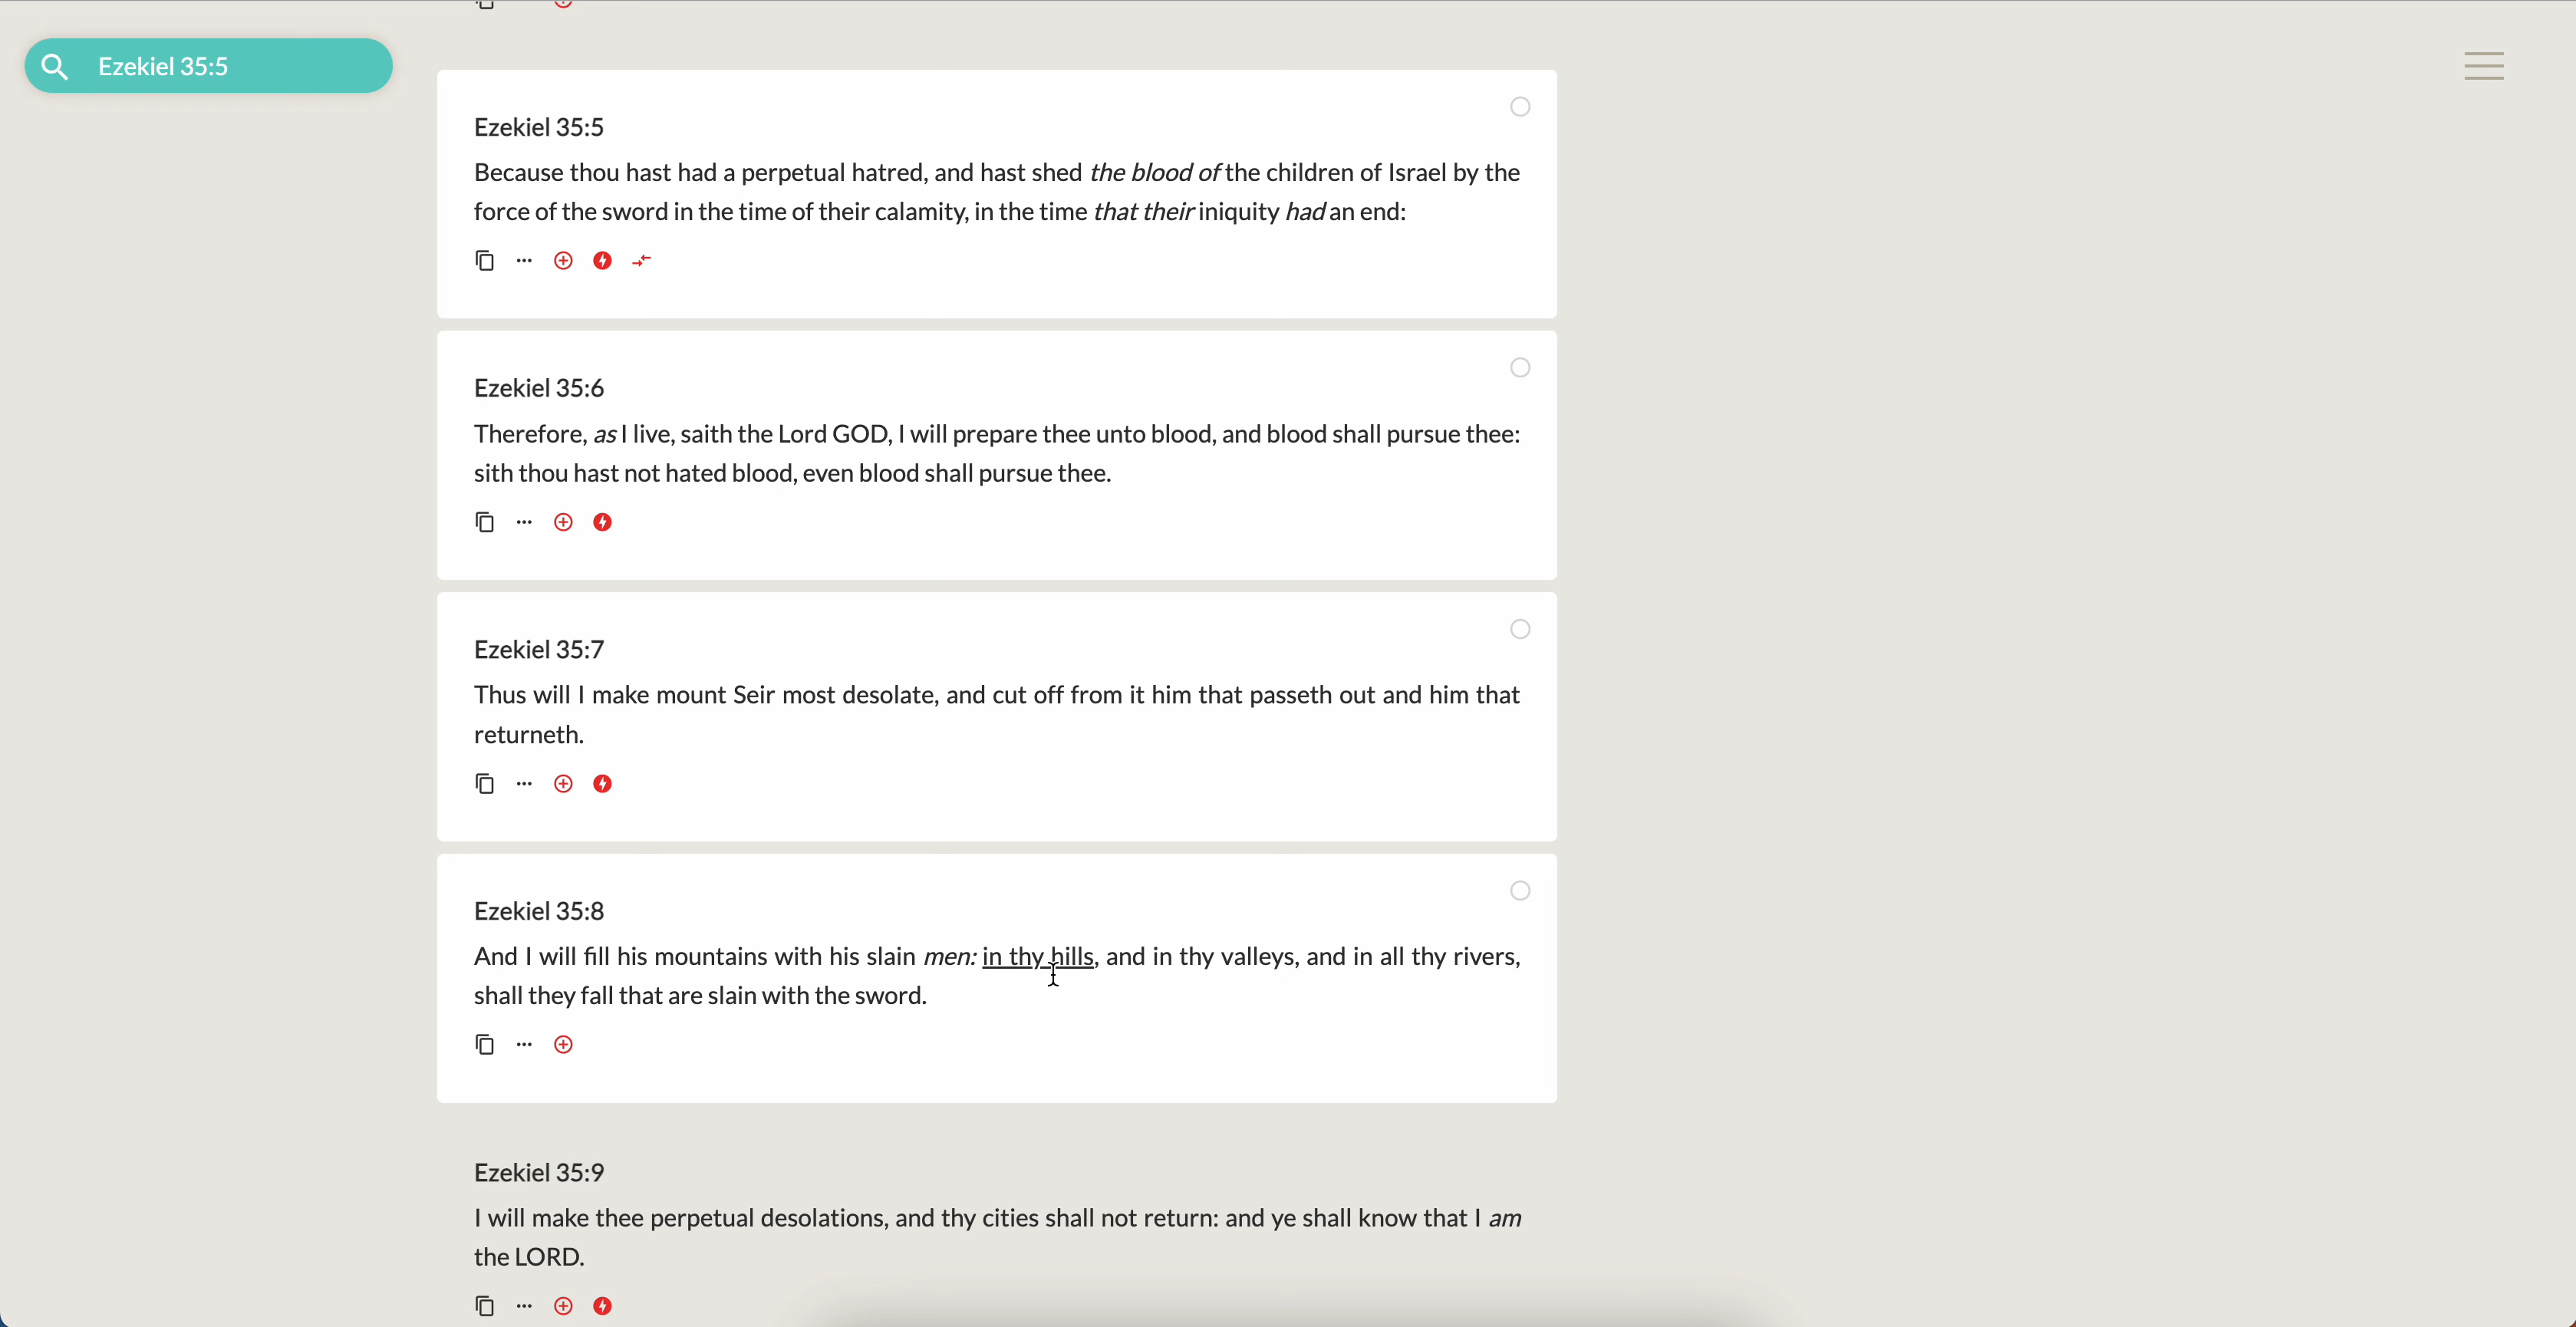 Ezekiel 35:5
Ezekiel 35:5
Because thou hast had a perpetual hatred, and hast shed the blood of the children of Israel by the
force of the sword in the time of their calamity, in the time that their iniquity had an end:
Ezekiel 35:6
Therefore, as I live, saith the Lord GOD, I will prepare thee unto blood, and blood shall pursue thee:
sith thou hast not hated blood, even blood shall pursue thee.
Ezekiel 35:7
Thus will I make mount Seir most desolate, and cut off from it him that passeth out and him that
returneth.
Ezekiel 35:8
And I will fill his mountains with his slain men: in thy hills, and in thy valleys, and in all thy rivers,
shall they fall that are slain with the sword.
Ezekiel 35:9
I will make thee perpetual desolations, and thy cities shall not return: and ye shall know that I am
the LORD.